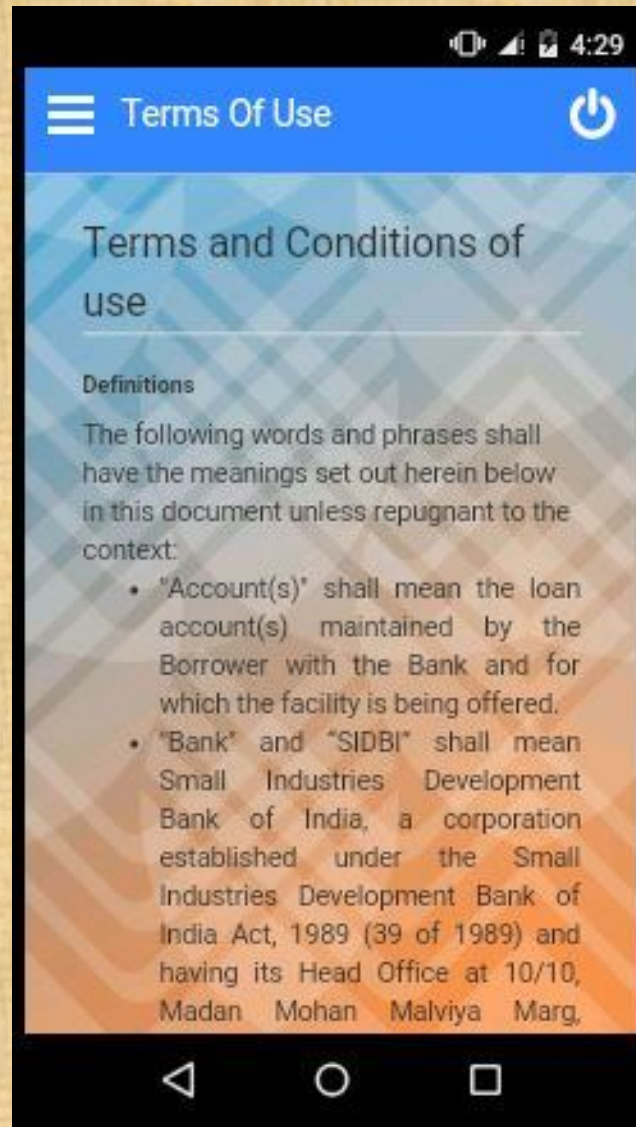 4:29
Terms Of Use
Terms and Conditions of
use
Definitions
The following words and phrases shall
have the meanings set out herein below
in this document unless repugnant to the
context:
• "Account(s)" shall mean the loan
account(s) maintained by the
Borrower with the Bank and for
which the facility is being offered.
• "Bank" and "SIDBI" shall mean
Small Industries Development
Bank of India, a corporation
established under the Small
Industries Development Bank of
India Act, 1989 (39 of 1989) and
having its Head Office at 10/10,
Madan Mohan Malviya Marg,